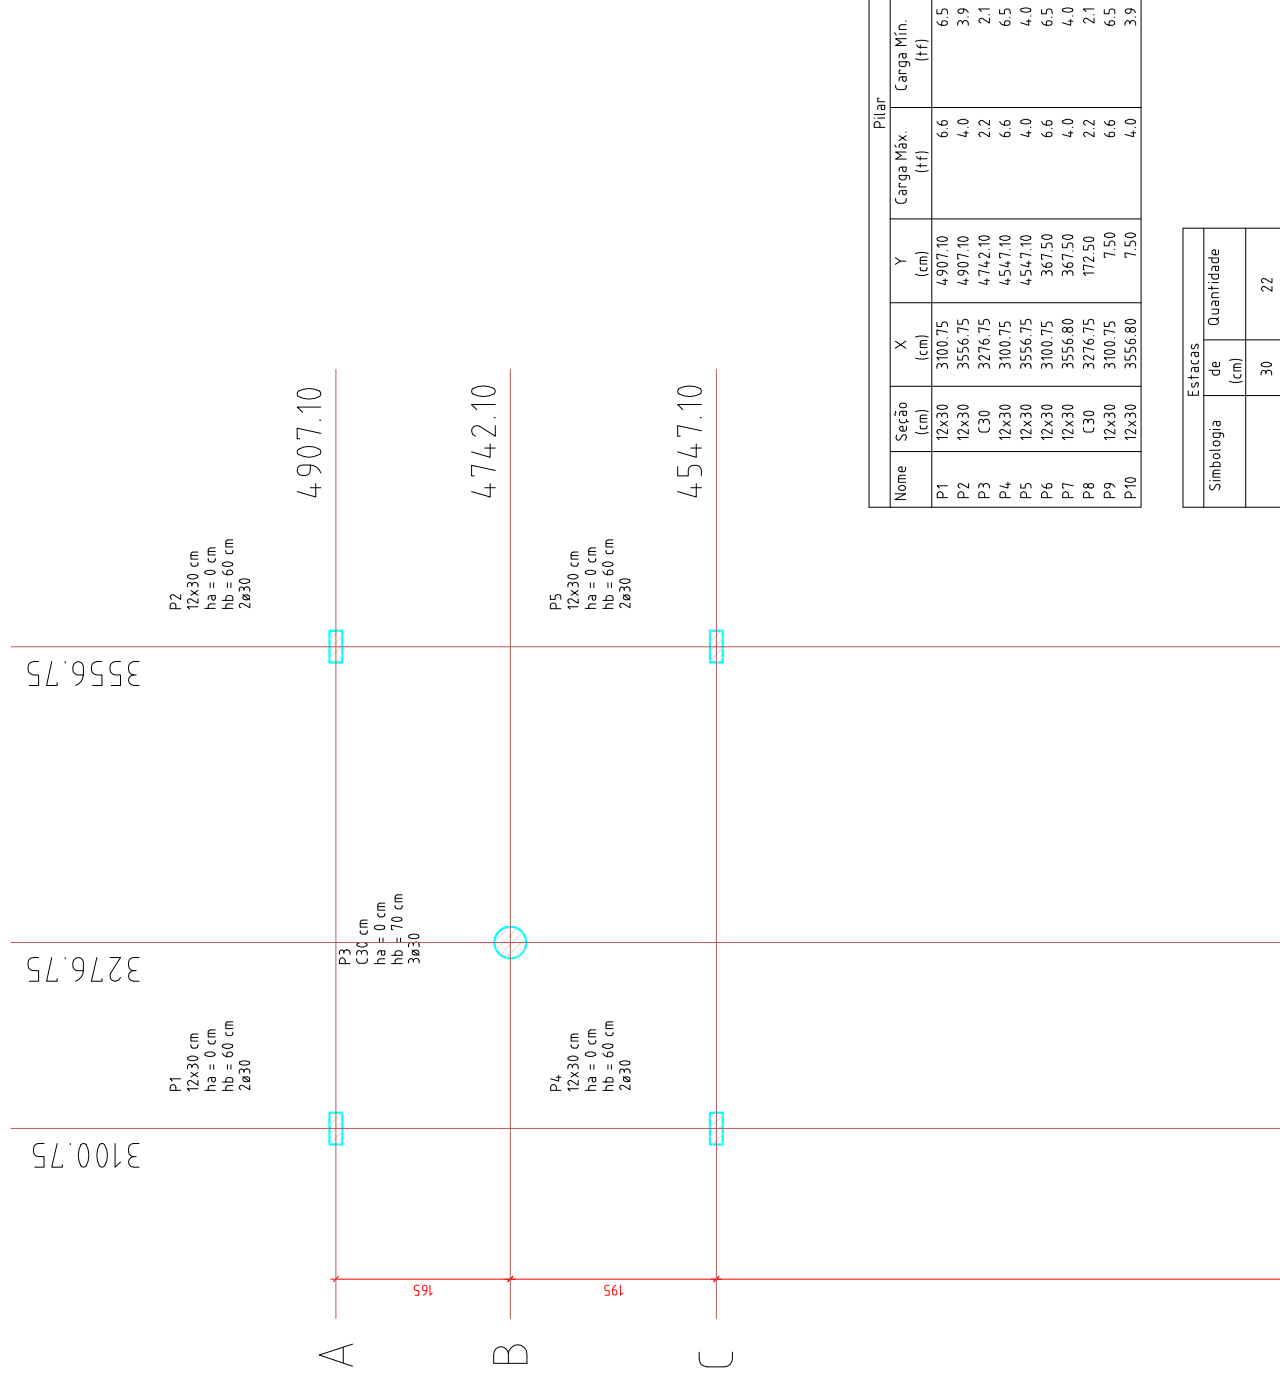 Pilar
Nome Seção (cm) X (cm) Y (cm) Carga Máx. (tf) Carga Mín. (tf)
P1 12x30 3100.75 4907.10 6.6 6.5
P2 12x30 3556.75 4907.10 4.0 3.9
P3 C30 3276.75 4742.10 2.2 2.1
P4 12x30 3100.75 4547.10 6.6 6.5
P5 12x30 3556.75 4547.10 4.0 4.0
P6 12x30 3100.75 367.50 6.6 6.5
P7 12x30 3556.80 367.50 4.0 4.0
P8 C30 3276.75 172.50 2.2 2.1
P9 12x30 3100.75 7.50 6.6 6.5
P10 12x30 3556.80 7.50 4.0 3.9
Estacas
Simbologia de (cm) Quantidade
30 22
4907.10
4742.10
4547.10
3556.75
3276.75
3100.75
P2
12x30 cm
ha = 0 cm
hb = 60 cm
2ø30
P5
12x30 cm
ha = 0 cm
hb = 60 cm
2ø30
P3
C30 cm
ha = 0 cm
hb = 70 cm
3ø30
P1
12x30 cm
ha = 0 cm
hb = 60 cm
2ø30
P4
12x30 cm
ha = 0 cm
hb = 60 cm
2ø30
165
195
A
B
C